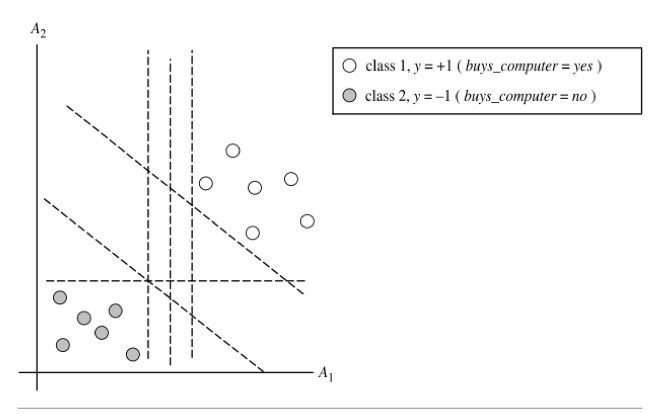 A₂
class 1, y = +1 ( buys_computer = yes )
class 2, y = –1 ( buys_computer = no )
A₁